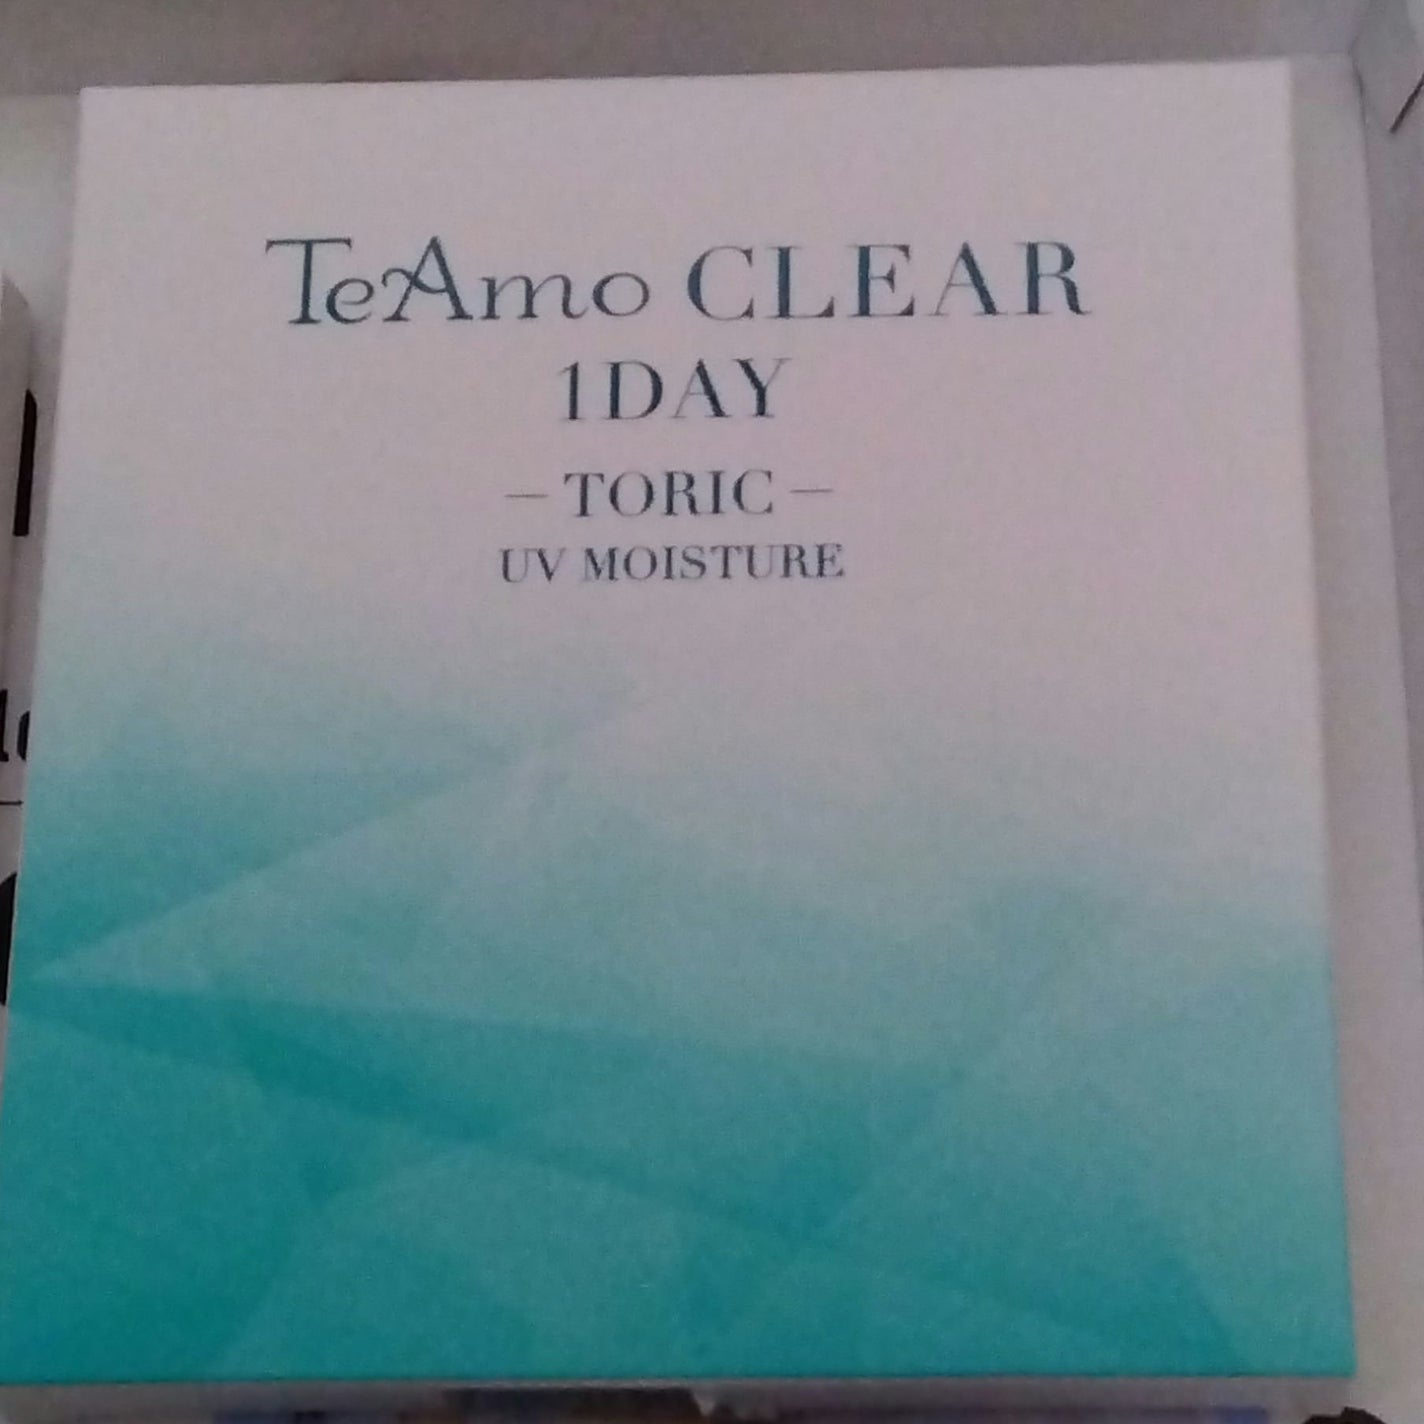 TeAmo CLEAR
1DAY
– TORIC –
UV MOISTURE